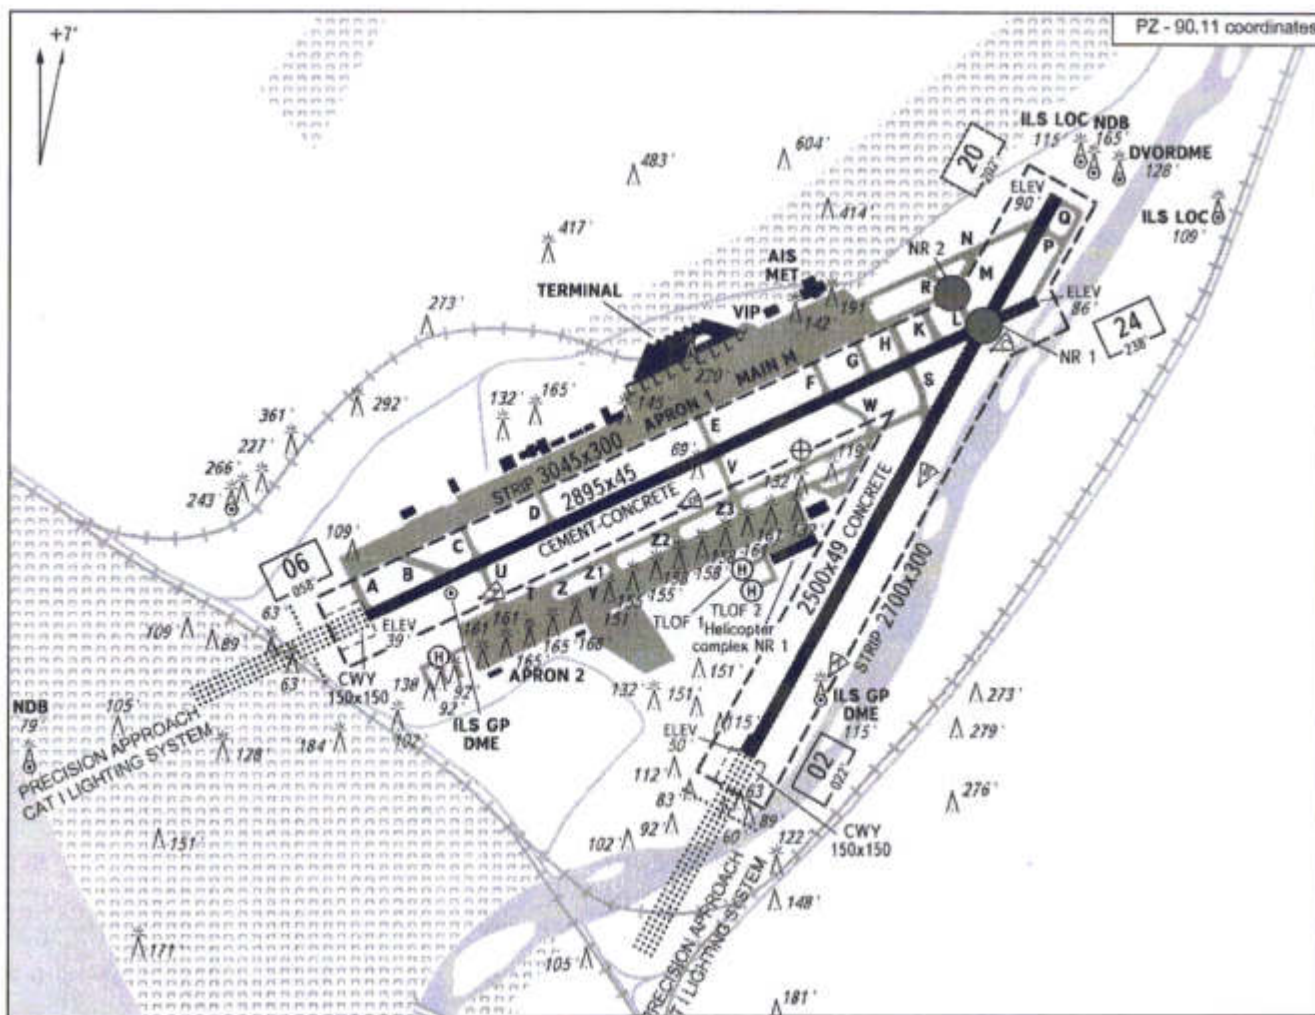 PZ - 90.11 coordinates
+7°
604'
483'
414'
417'
ILS LOC
115'
NDB
165'
DVORDME
128'
ILS LOC
109'
20
202°
ELEV
90'
Q
P
N
M
NR 2
R
L
ELEV
86'
24
238°
NR 1
AIS
MET
191'
142'
TERMINAL
VIP
220'
MAIN M
APRON 1
145'
273'
292'
361'
227'
266'
243'
132'
165'
K
H
G
F
E
S
W
V
D
C
B
A
U
T
Z
Y
Z1
Z2
Z3
STRIP 3045x300
2895x45
CEMENT-CONCRETE
69'
119'
132'
109'
06
058°
ELEV
39'
63'
63'
109'
89'
CWY
150x150
161'
161'
165'
165'
168'
151'
155'
158'
161'
H
H
H
TLOF 1
TLOF 2
Helicopter
complex NR 1
APRON 2
138'
92'
92'
ILS GP
DME
2500x49 CONCRETE
STRIP 2700x300
151'
132'
151'
115'
ELEV
50'
ILS GP
DME
115'
02
022°
273'
279'
276'
NDB
79'
105'
128'
184'
102'
PRECISION APPROACH
CAT I LIGHTING SYSTEM
151'
171'
112'
83'
92'
102'
63'
60'
89'
122'
CWY
150x150
148'
105'
181'
PRECISION APPROACH
CAT I LIGHTING SYSTEM